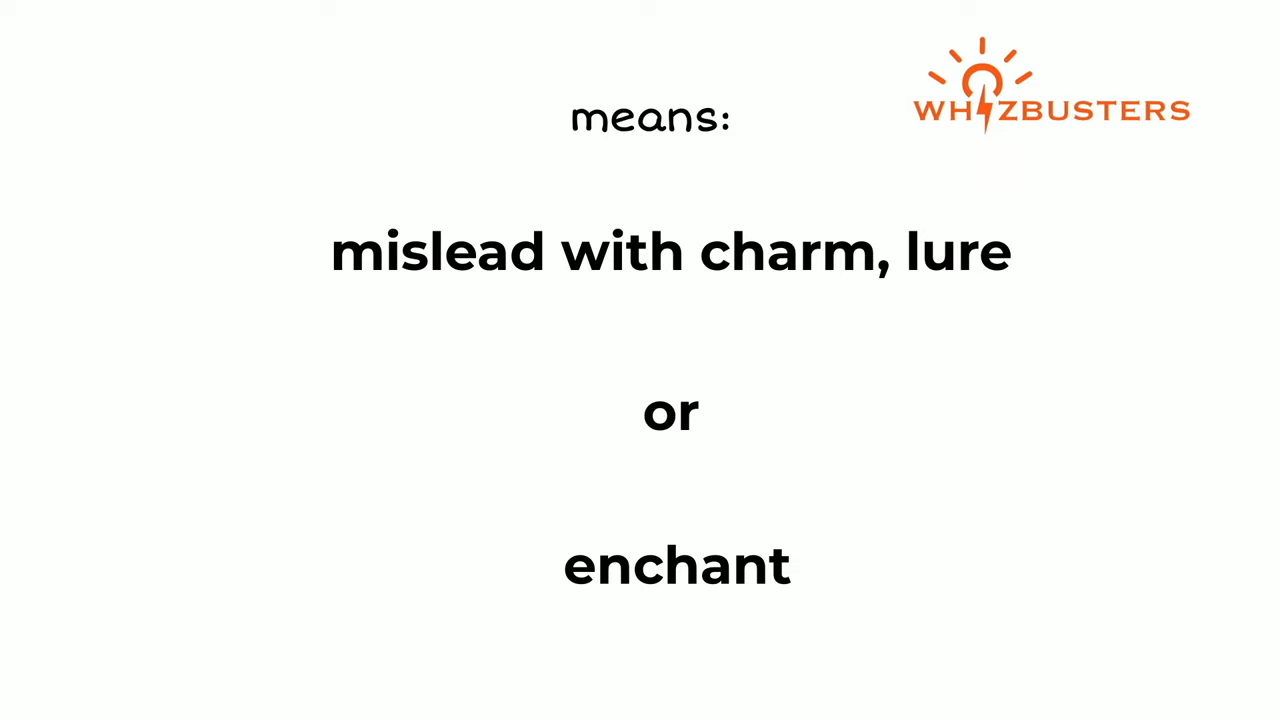 WHIZBUSTERS
means:
mislead with charm, lure
or
enchant